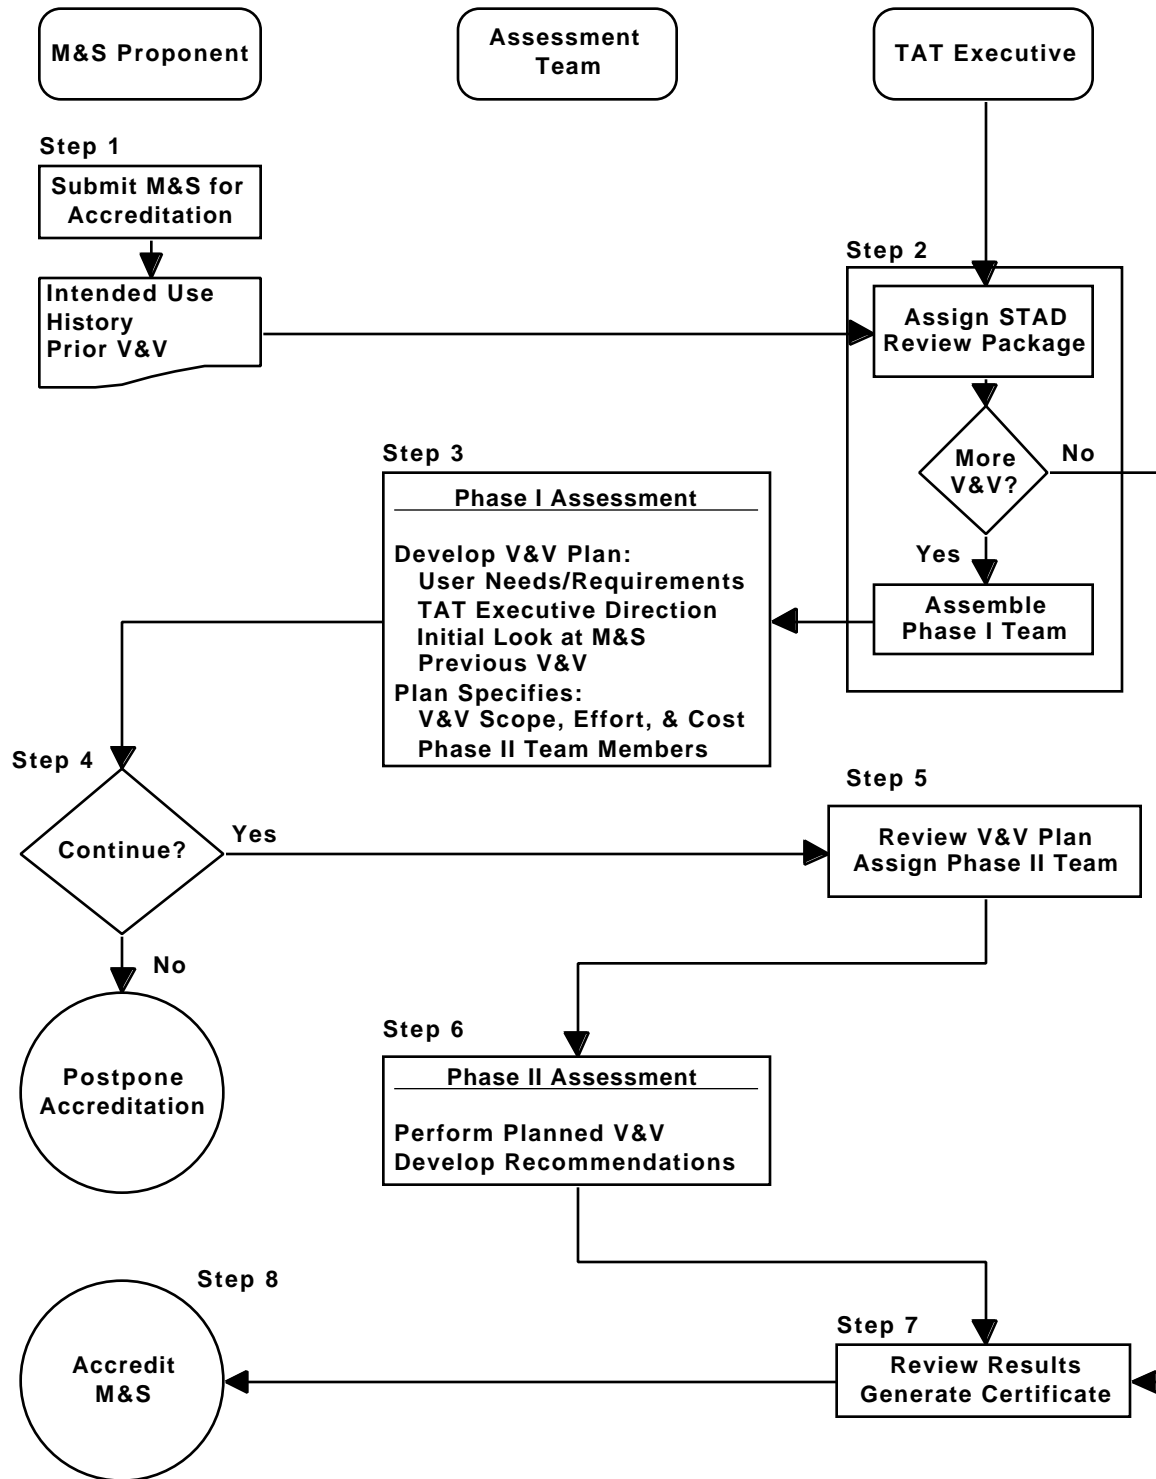 M&S Proponent
Assessment
Team
TAT Executive
Step 1
Submit M&S for
Accreditation
Intended Use
History
Prior V&V
Step 2
Assign STAD
Review Package
More
V&V?
No
Yes
Assemble
Phase I Team
Step 3
Phase I Assessment
Develop V&V Plan:
User Needs/Requirements
TAT Executive Direction
Initial Look at M&S
Previous V&V
Plan Specifies:
V&V Scope, Effort, & Cost
Phase II Team Members
Step 4
Continue?
Yes
No
Postpone
Accreditation
Step 5
Review V&V Plan
Assign Phase II Team
Step 6
Phase II Assessment
Perform Planned V&V
Develop Recommendations
Step 7
Review Results
Generate Certificate
Step 8
Accredit
M&S